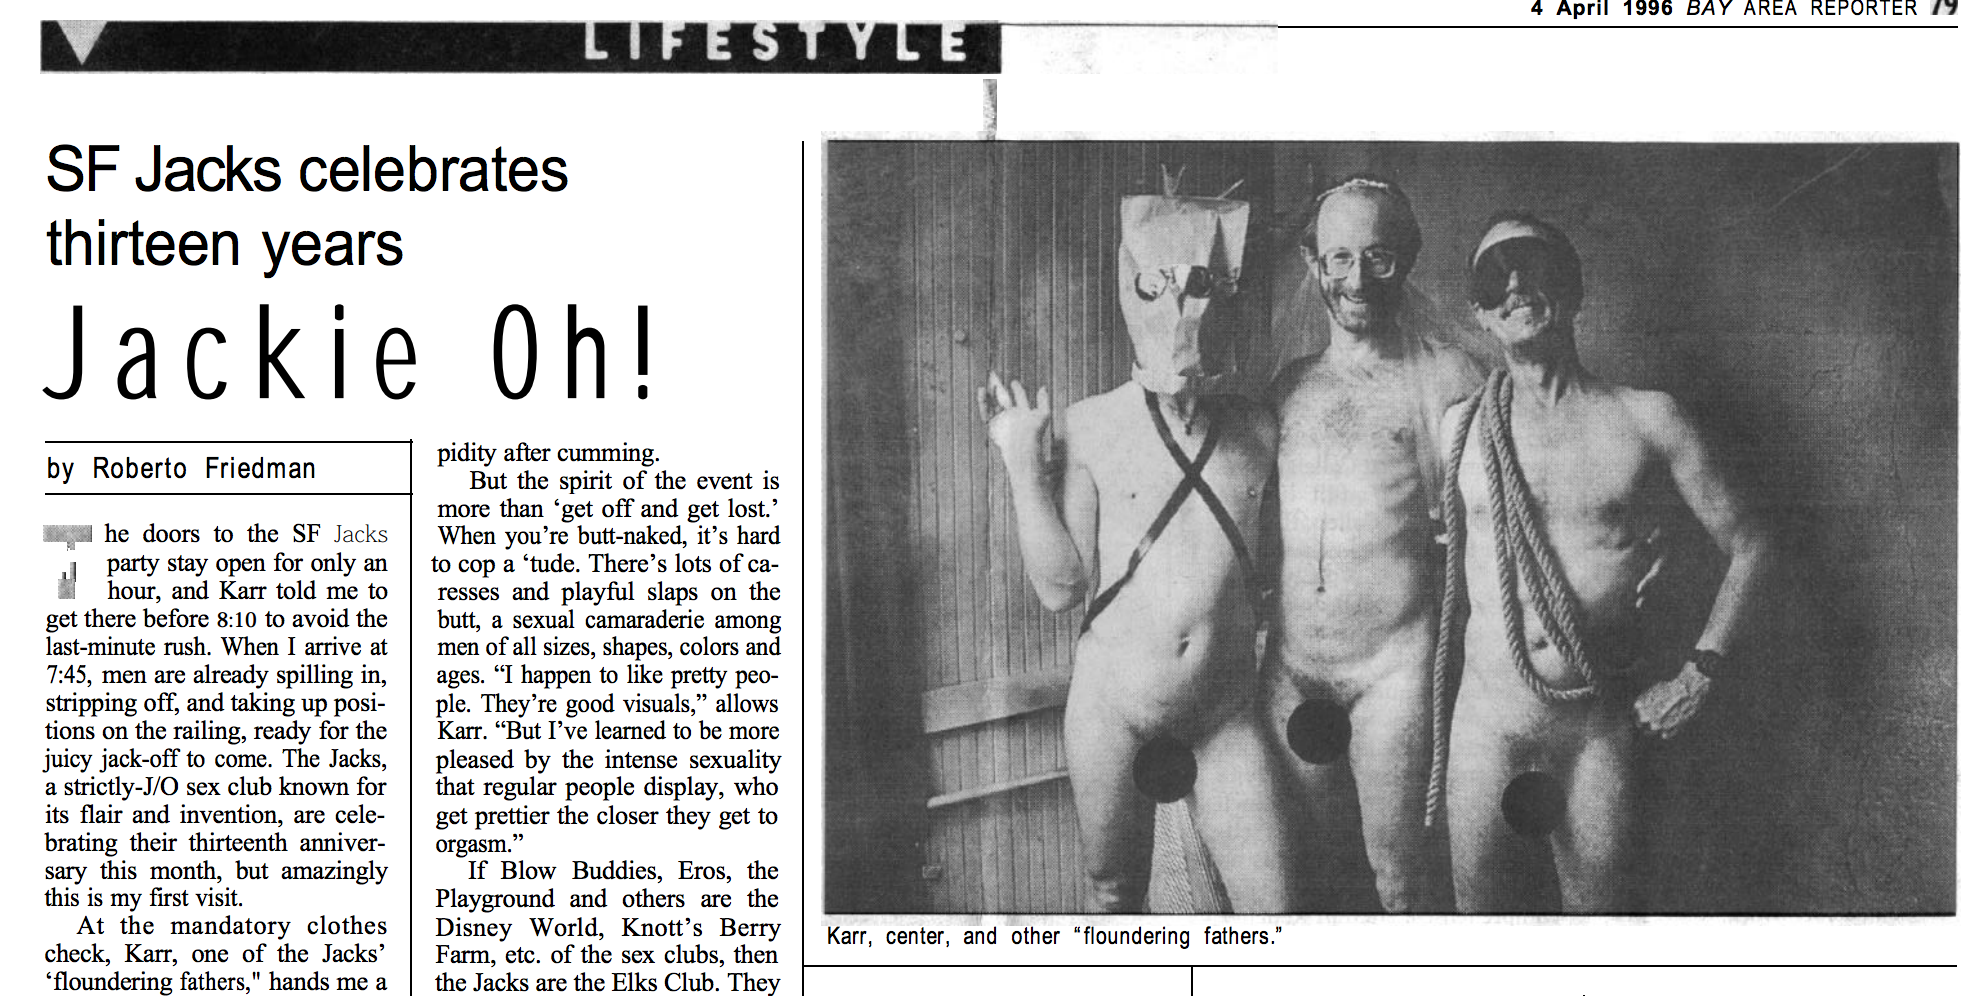 4 April 1996 BAY AREA REPORTER 79
LIFESTYLE
SF Jacks celebrates
thirteen years
Jackie Oh!
by Roberto Friedman
The doors to the SF Jacks
party stay open for only an
hour, and Karr told me to
get there before 8:10 to avoid the
last-minute rush. When I arrive at
7:45, men are already spilling in,
stripping off, and taking up posi-
tions on the railing, ready for the
juicy jack-off to come. The Jacks,
a strictly-J/O sex club known for
its flair and invention, are cele-
brating their thirteenth anniver-
sary this month, but amazingly
this is my first visit.
At the mandatory clothes
check, Karr, one of the Jacks’
‘floundering fathers," hands me a
pidity after cumming.
But the spirit of the event is
more than ‘get off and get lost.’
When you’re butt-naked, it’s hard
to cop a ‘tude. There’s lots of ca-
resses and playful slaps on the
butt, a sexual camaraderie among
men of all sizes, shapes, colors and
ages. “I happen to like pretty peo-
ple. They’re good visuals,” allows
Karr. “But I’ve learned to be more
pleased by the intense sexuality
that regular people display, who
get prettier the closer they get to
orgasm.”
If Blow Buddies, Eros, the
Playground and others are the
Disney World, Knott’s Berry
Farm, etc. of the sex clubs, then
the Jacks are the Elks Club. They
Karr, center, and other “floundering fathers.”